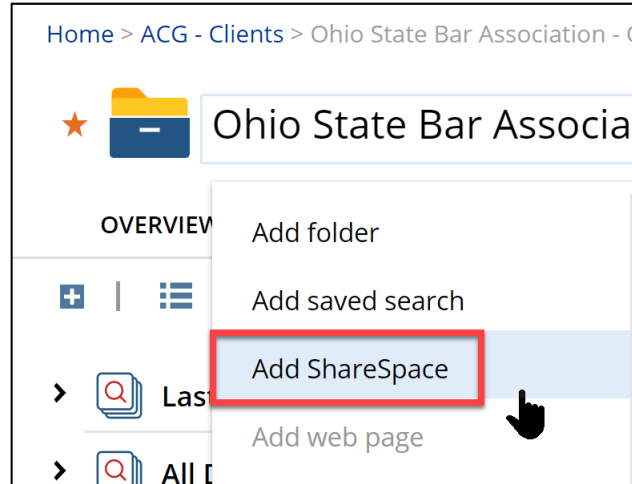 Home > ACG - Clients > Ohio State Bar Association -
Ohio State Bar Associa
OVERVIEW
Add folder
Add saved search
Add ShareSpace
Last
Add web page
All D